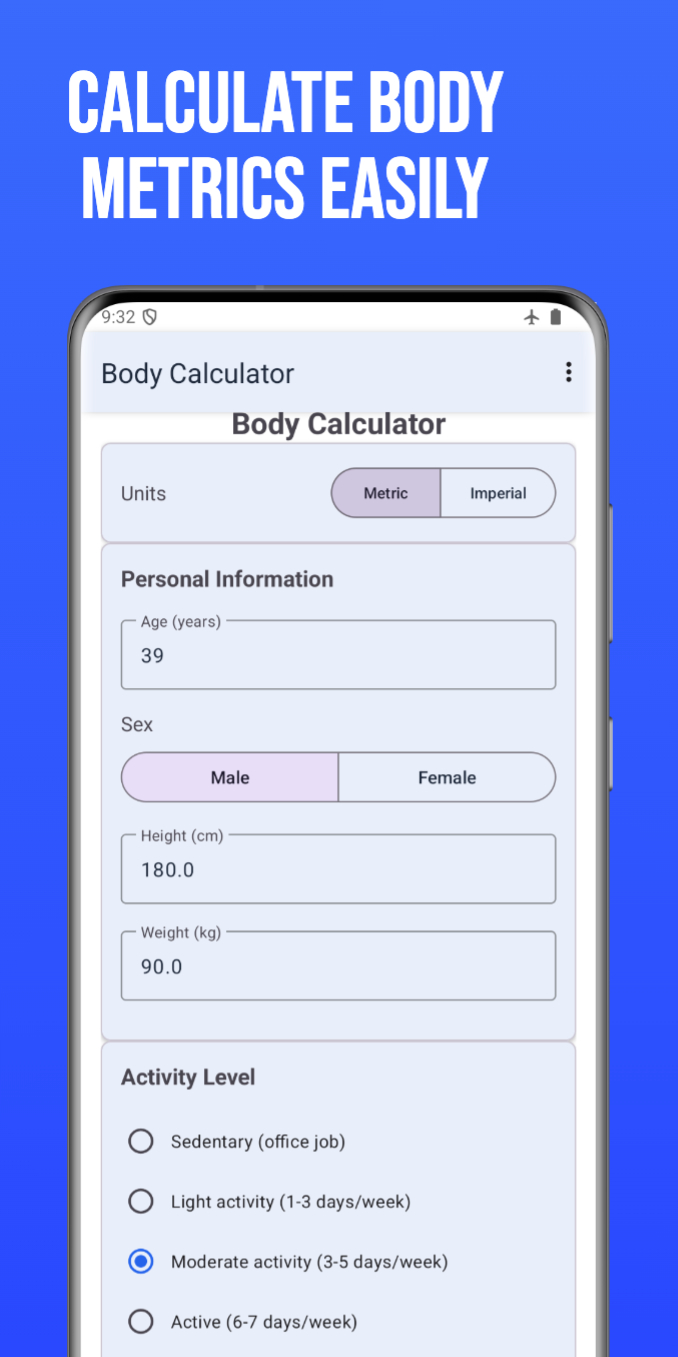 CALCULATE BODY
METRICS EASILY
9:32
Body Calculator
Body Calculator
Units
Metric
Imperial
Personal Information
Age (years)
39
Sex
Male
Female
Height (cm)
180.0
Weight (kg)
90.0
Activity Level
Sedentary (office job)
Light activity (1-3 days/week)
Moderate activity (3-5 days/week)
Active (6-7 days/week)